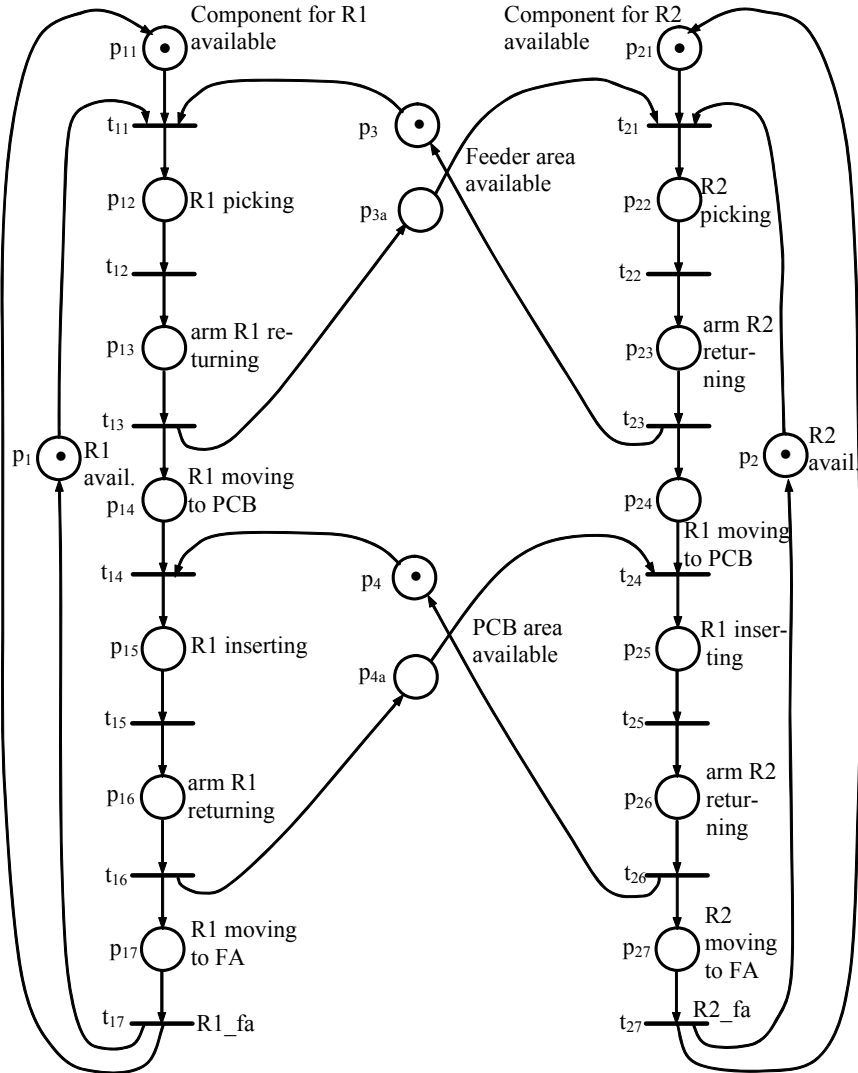 Component for R1
available
p11
Component for R2
available
p21
t11
p3
t21
Feeder area
available
p12
R1 picking
p3a
p22
R2
picking
t12
t22
p13
arm R1 re-
turning
p23
arm R2
retur-
ning
t13
t23
p1
R1
avail.
p2
R2
avail.
p14
R1 moving
to PCB
p24
R1 moving
to PCB
t14
p4
t24
PCB area
available
p15
R1 inserting
p4a
p25
R1 inser-
ting
t15
t25
p16
arm R1
returning
p26
arm R2
retur-
ning
t16
t26
p17
R1 moving
to FA
p27
R2
moving
to FA
t17
R1_fa
t27
R2_fa